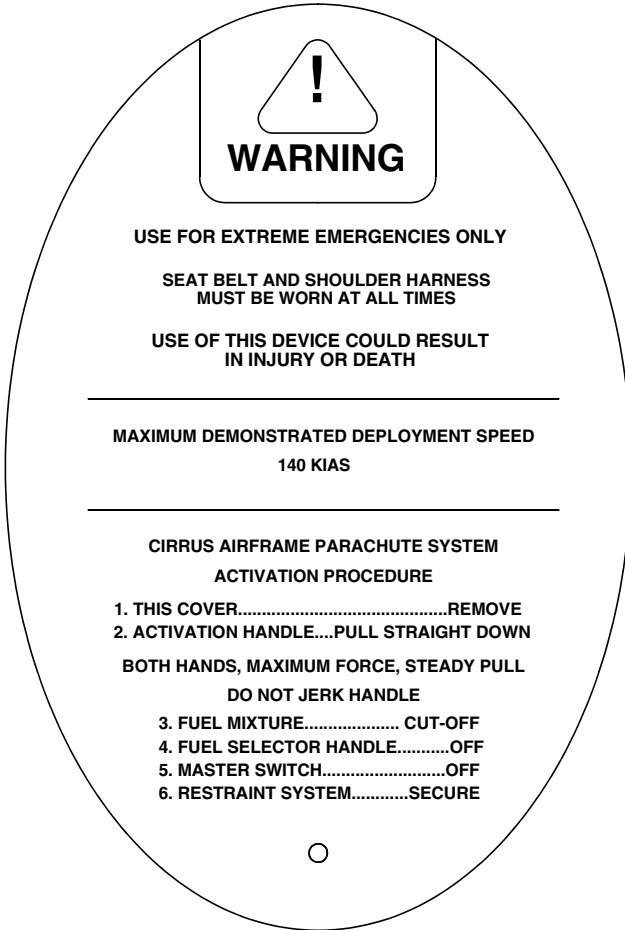 !
WARNING
USE FOR EXTREME EMERGENCIES ONLY
SEAT BELT AND SHOULDER HARNESS
MUST BE WORN AT ALL TIMES
USE OF THIS DEVICE COULD RESULT
IN INJURY OR DEATH
MAXIMUM DEMONSTRATED DEPLOYMENT SPEED
140 KIAS
CIRRUS AIRFRAME PARACHUTE SYSTEM
ACTIVATION PROCEDURE
1. THIS COVER............................................REMOVE
2. ACTIVATION HANDLE....PULL STRAIGHT DOWN
BOTH HANDS, MAXIMUM FORCE, STEADY PULL
DO NOT JERK HANDLE
3. FUEL MIXTURE.................... CUT-OFF
4. FUEL SELECTOR HANDLE...........OFF
5. MASTER SWITCH..........................OFF
6. RESTRAINT SYSTEM............SECURE